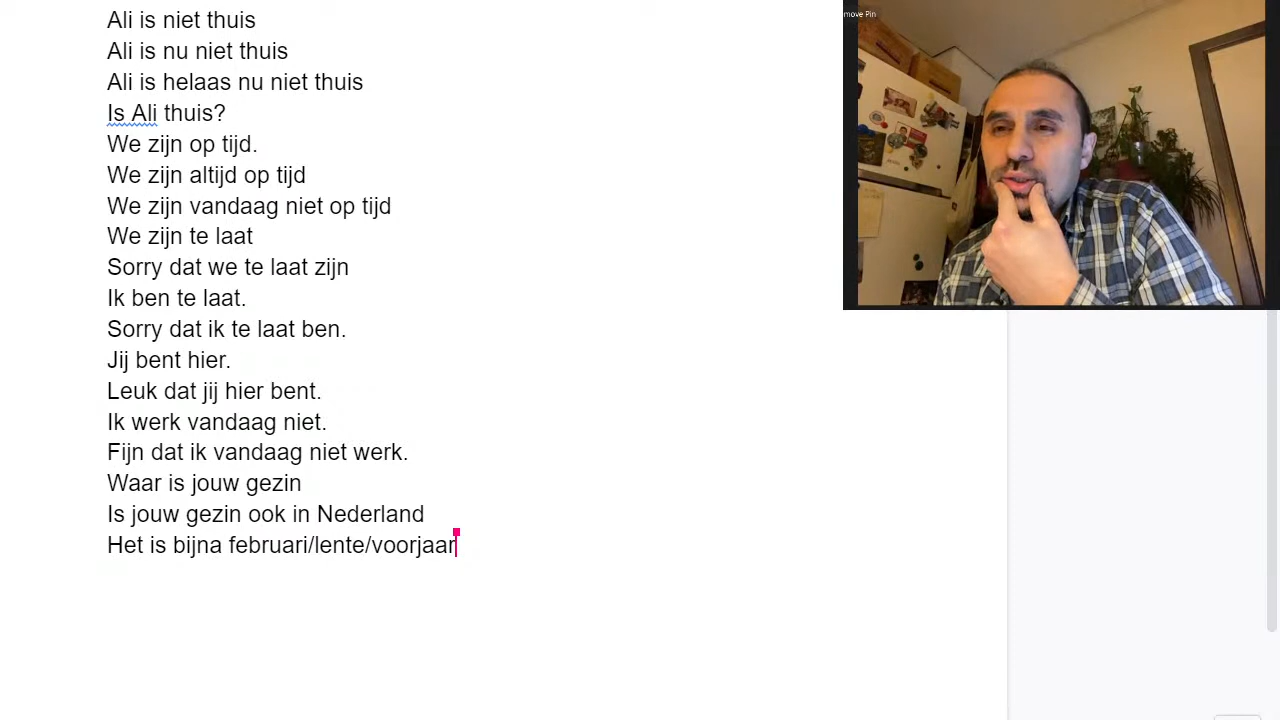 Ali is niet thuis
Ali is nu niet thuis
Ali is helaas nu niet thuis
Is Ali thuis?
We zijn op tijd.
We zijn altijd op tijd
We zijn vandaag niet op tijd
We zijn te laat
Sorry dat we te laat zijn
Ik ben te laat.
Sorry dat ik te laat ben.
Jij bent hier.
Leuk dat jij hier bent.
Ik werk vandaag niet.
Fijn dat ik vandaag niet werk.
Waar is jouw gezin
Is jouw gezin ook in Nederland
Het is bijna februari/lente/voorjaar
move Pin